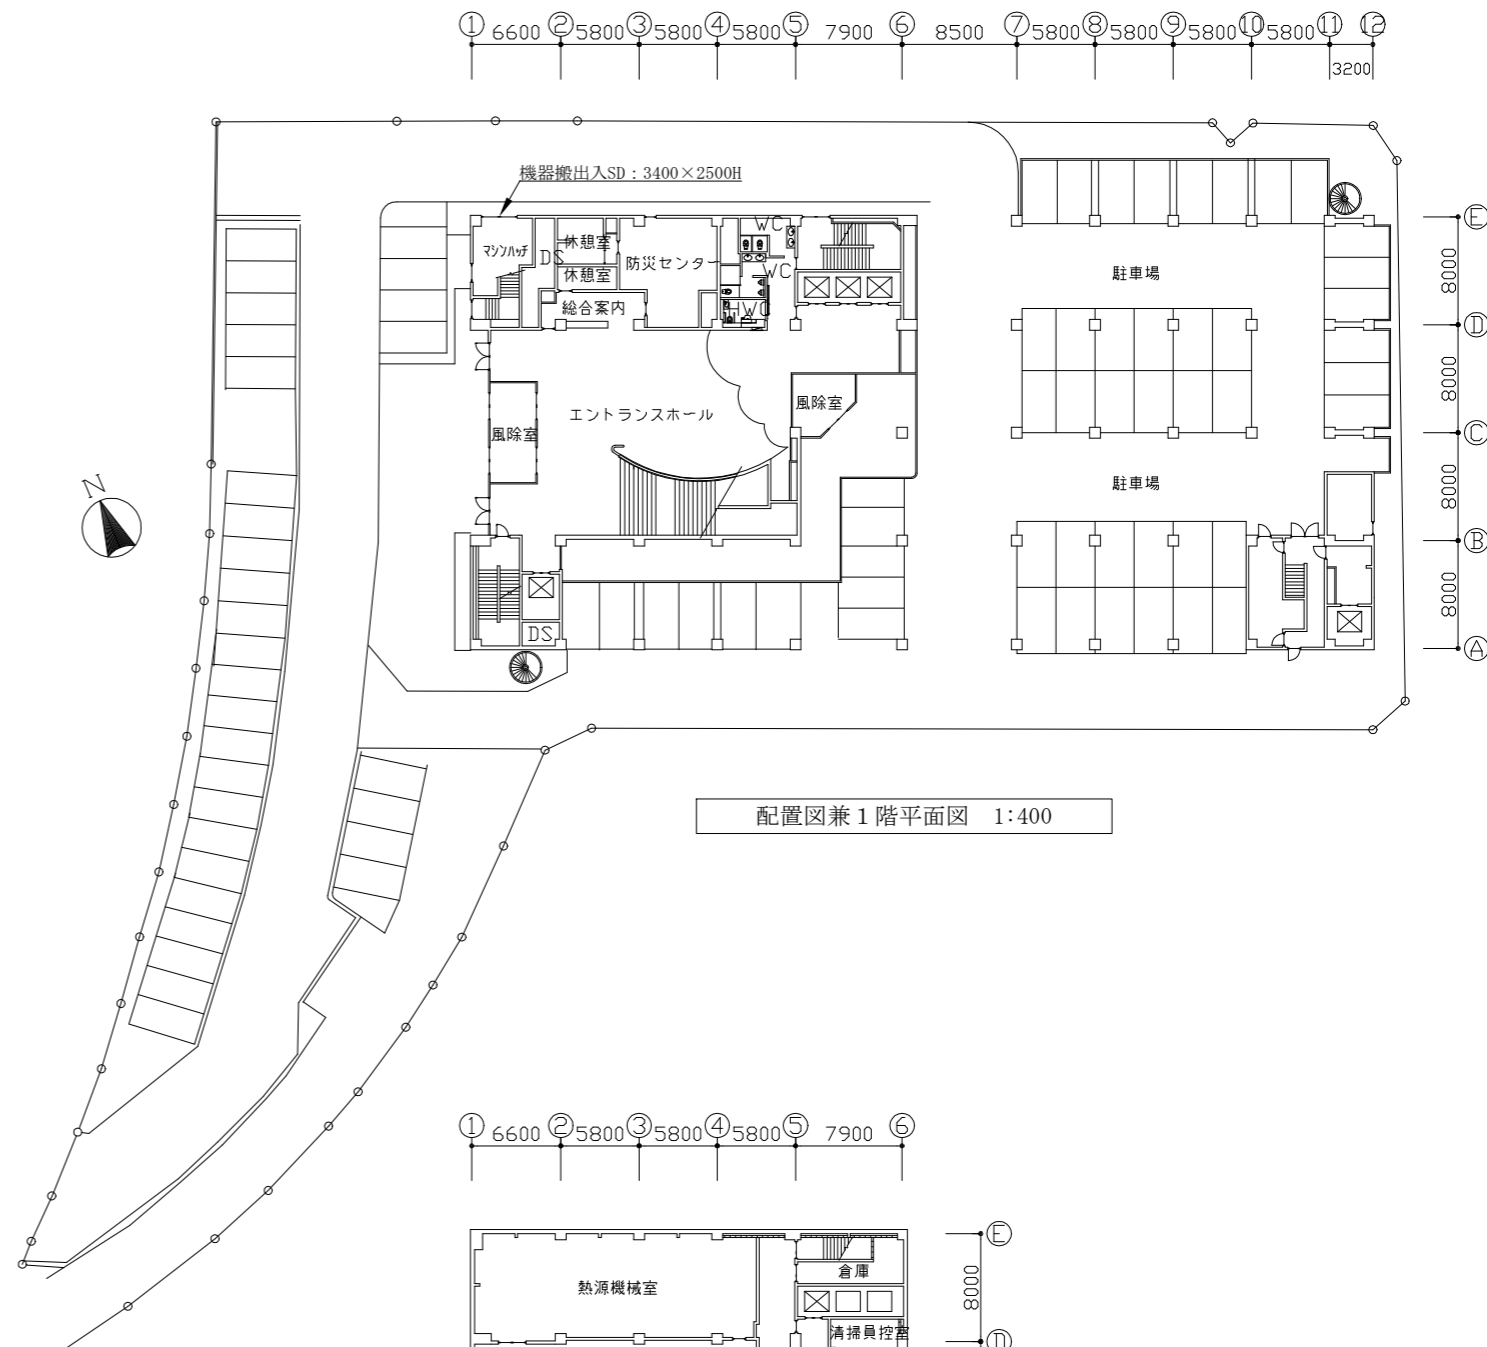 ① ② ③ ④ ⑤ ⑥ ⑦ ⑧ ⑨ ⑩ ⑪ ⑫
6600 5800 5800 5800 7900 8500 5800 5800 5800 5800
3200
機器搬出入SD：3400×2500H
マシンハッチ
DS
休憩室
休憩室
防災センター
総合案内
WC
WC
HWC
駐車場
Ⓔ
8000
Ⓓ
8000
Ⓒ
8000
Ⓑ
8000
Ⓐ
エントランスホール
風除室
風除室
駐車場
N
DS
配置図兼１階平面図　1:400
① ② ③ ④ ⑤ ⑥
6600 5800 5800 5800 7900
Ⓔ
倉庫
熱源機械室
8000
清掃員控室
Ⓓ